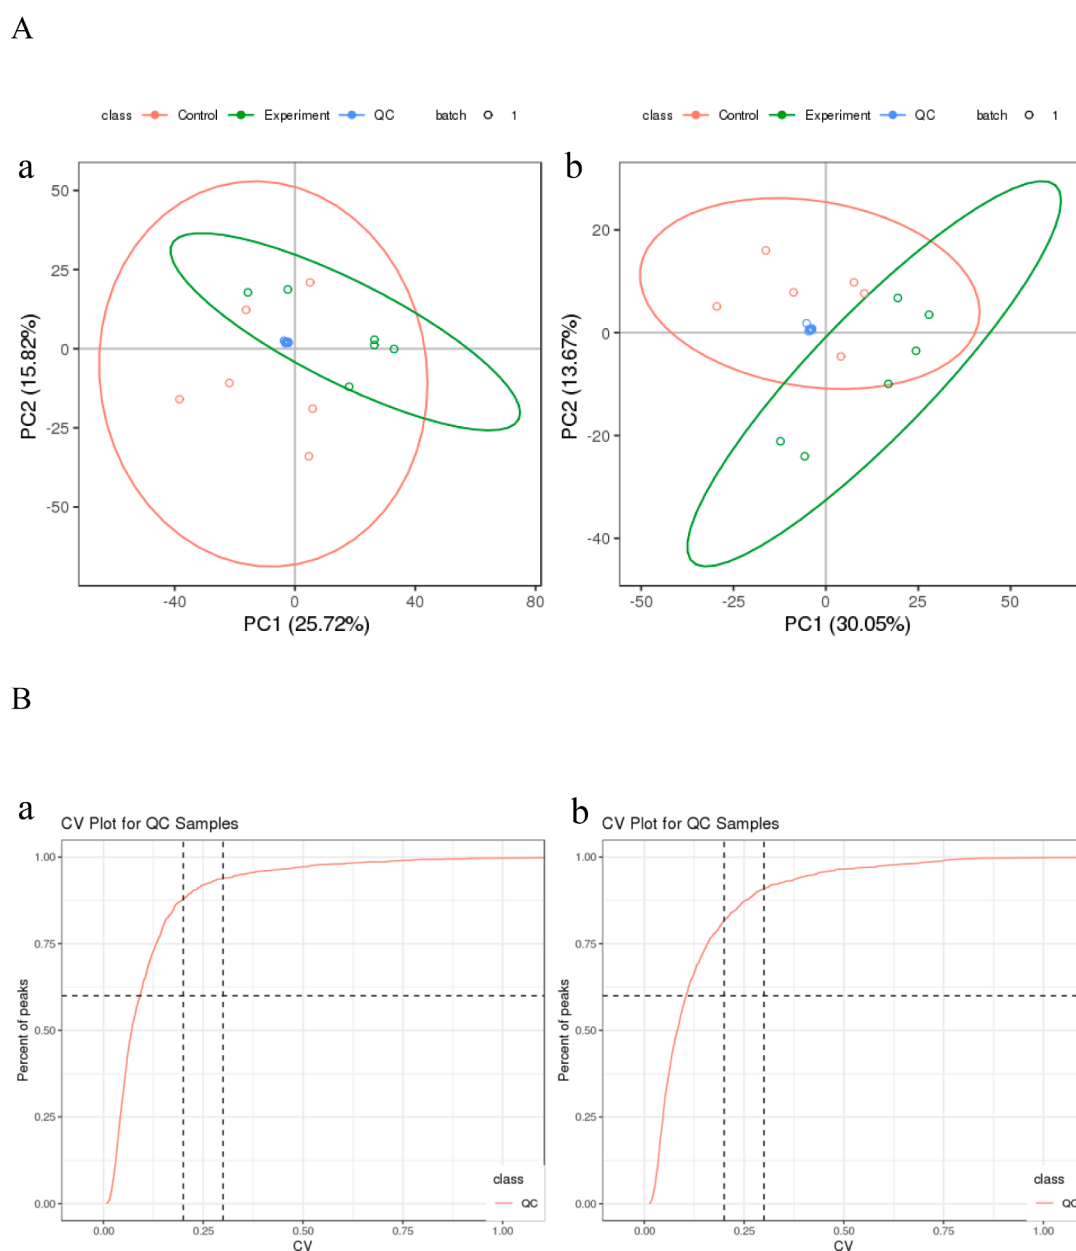 A
class Control Experiment QC batch 1
class Control Experiment QC batch 1
a
50
25
0
-25
-50
-40 0 40 80
PC1 (25.72%)
PC2 (15.82%)
b
20
0
-20
-40
-50 -25 0 25 50
PC1 (30.05%)
PC2 (13.67%)
B
a
CV Plot for QC Samples
1.00
0.75
0.50
0.25
0.00
0.00 0.25 0.50 0.75 1.00
CV
Percent of peaks
class
QC
b
CV Plot for QC Samples
1.00
0.75
0.50
0.25
0.00
0.00 0.25 0.50 0.75 1.00
CV
Percent of peaks
class
QC